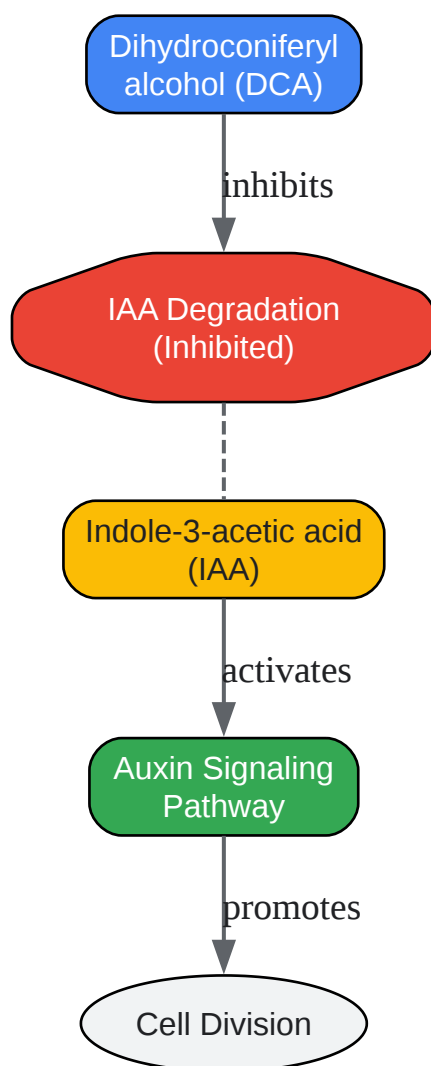 Dihydroconiferyl
alcohol (DCA)
inhibits
IAA Degradation
(Inhibited)
Indole-3-acetic acid
(IAA)
activates
Auxin Signaling
Pathway
promotes
Cell Division